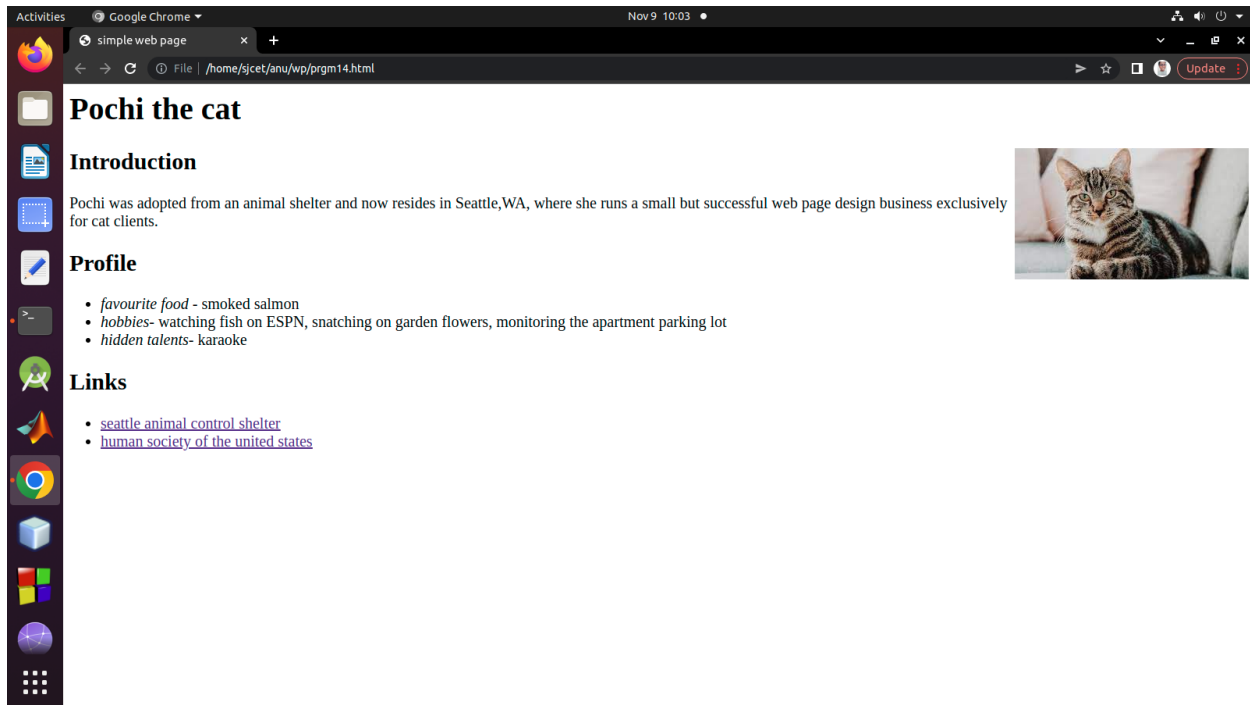 Activities Google Chrome Nov 9 10:03
simple web page
File /home/sjcet/anu/wp/prgm14.html Update
Pochi the cat
Introduction
Pochi was adopted from an animal shelter and now resides in Seattle,WA, where she runs a small but successful web page design business exclusively
for cat clients.
Profile
favourite food - smoked salmon
hobbies- watching fish on ESPN, snatching on garden flowers, monitoring the apartment parking lot
hidden talents- karaoke
Links
seattle animal control shelter
human society of the united states